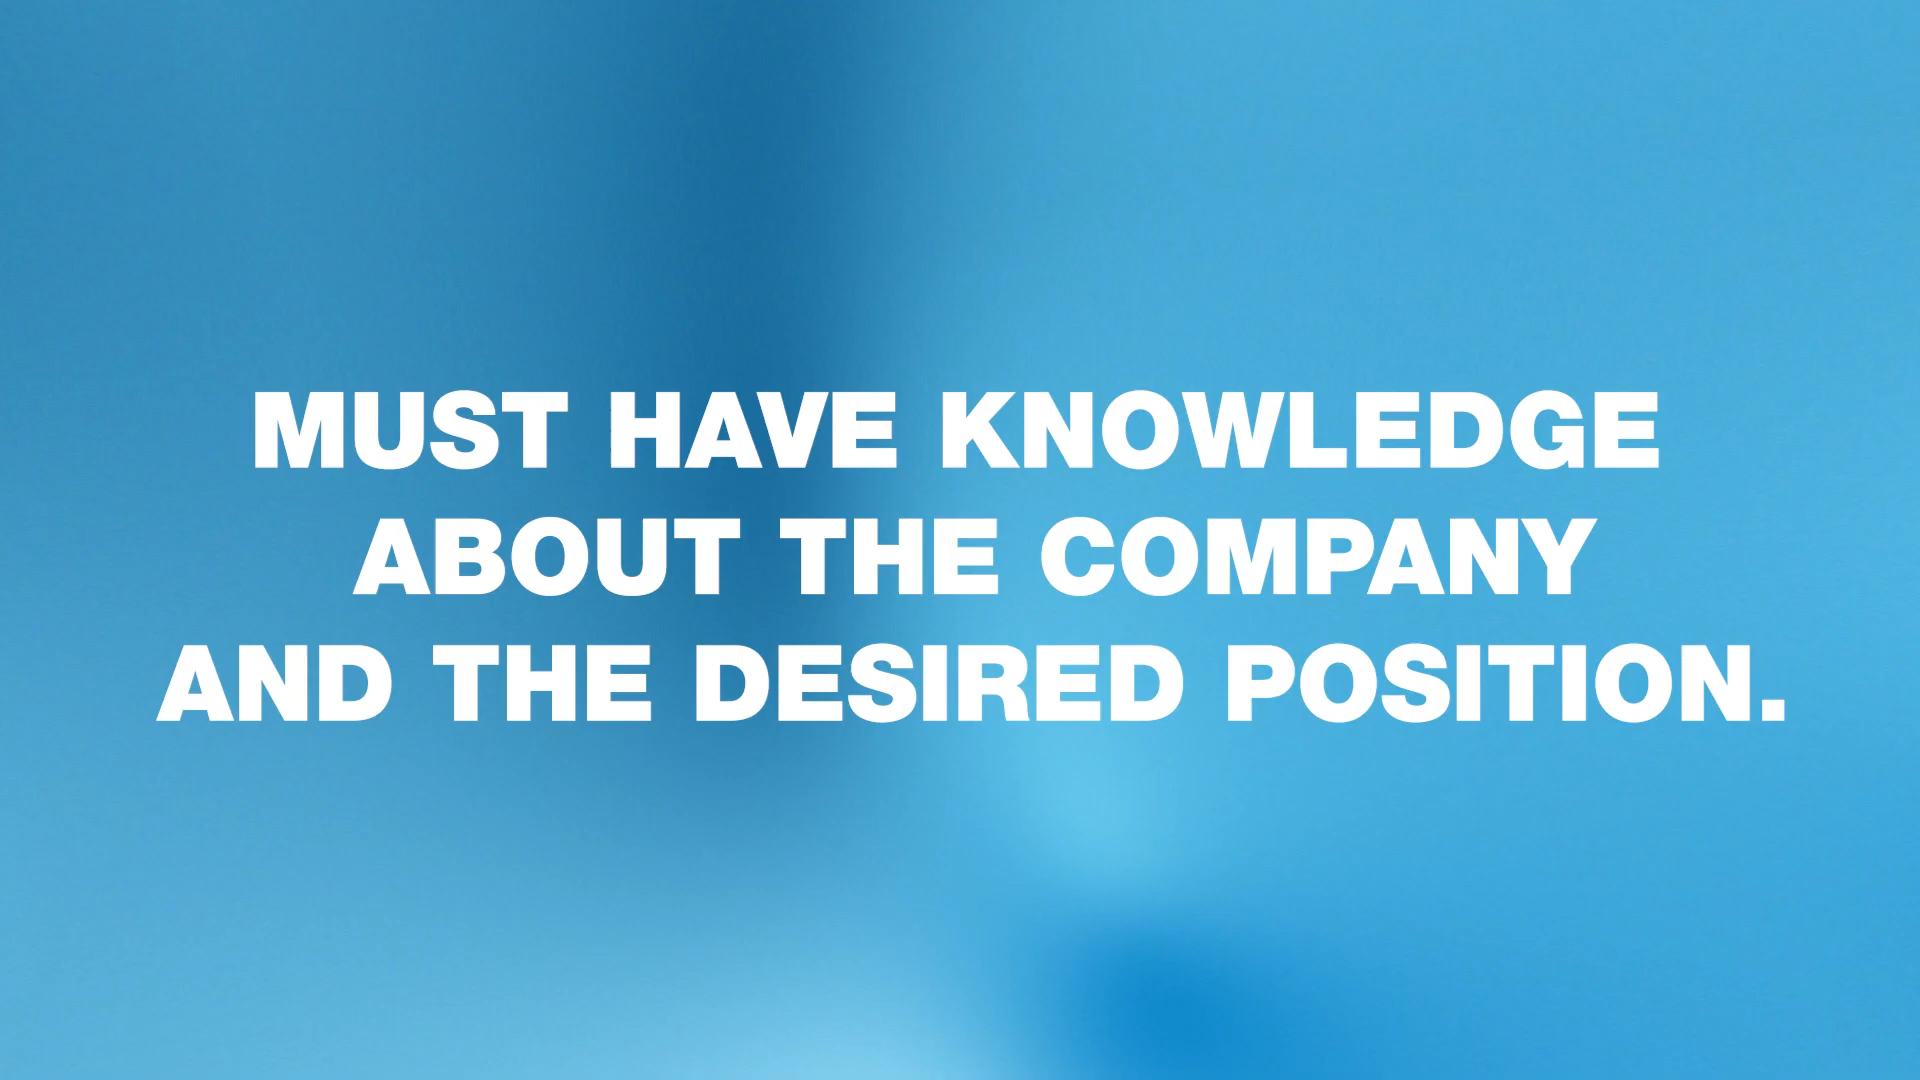 MUST HAVE KNOWLEDGE
ABOUT THE COMPANY
AND THE DESIRED POSITION.